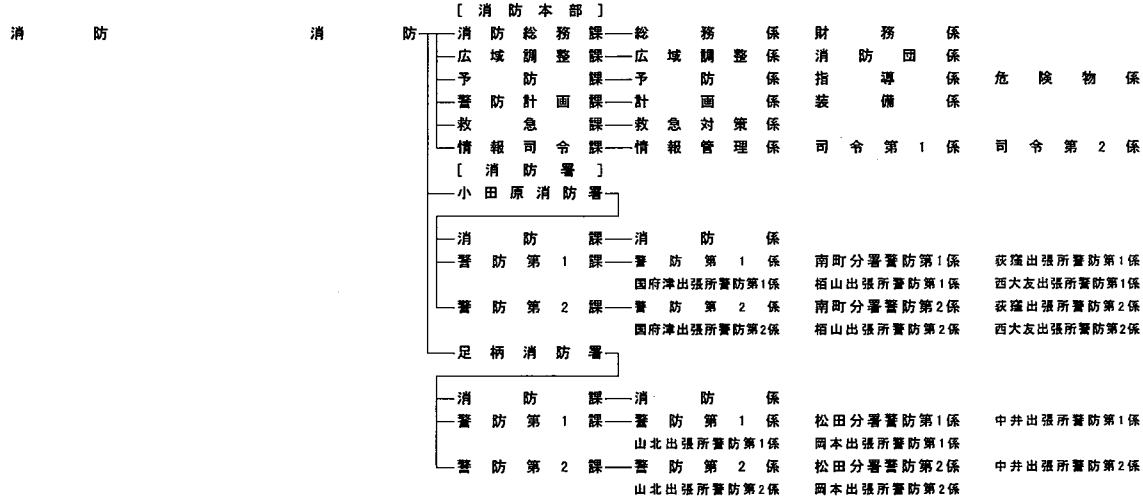 [ 消防本部 ]
消防 消防 消防総務課 総務係 財務係
広域調整課 広域調整係 消防団係
予防課 予防係 指導係 危険物係
警防計画課 計画係 装備係
救急課 救急対策係
情報司令課 情報管理係 司令第1係 司令第2係
[ 消防署 ]
小田原消防署
消防課 消防係
警防第1課 警防第1係 南町分署警防第1係 荻窪出張所警防第1係
国府津出張所警防第1係 栢山出張所警防第1係 西大友出張所警防第1係
警防第2課 警防第2係 南町分署警防第2係 荻窪出張所警防第2係
国府津出張所警防第2係 栢山出張所警防第2係 西大友出張所警防第2係
足柄消防署
消防課 消防係
警防第1課 警防第1係 松田分署警防第1係 中井出張所警防第1係
山北出張所警防第1係 岡本出張所警防第1係
警防第2課 警防第2係 松田分署警防第2係 中井出張所警防第2係
山北出張所警防第2係 岡本出張所警防第2係